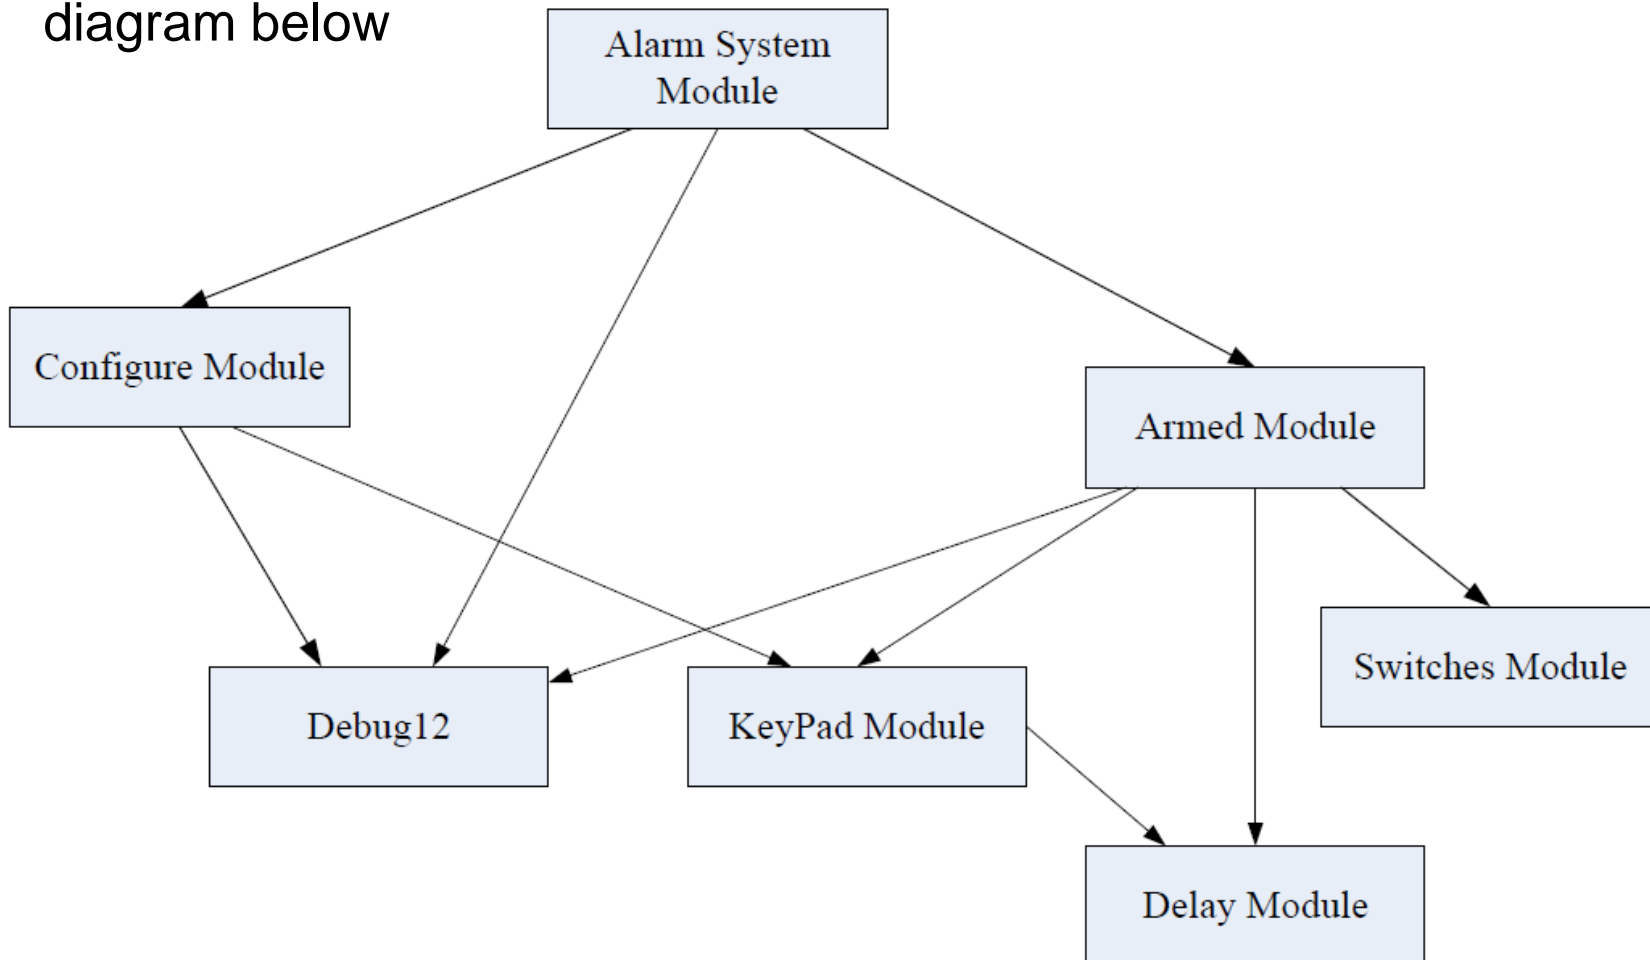 diagram below
Alarm System
Module
Configure Module
Armed Module
Switches Module
Debug12
KeyPad Module
Delay Module